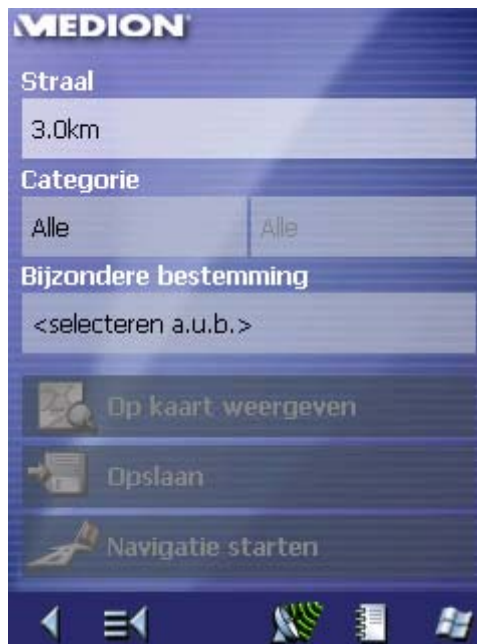 MEDION
Straal
3.0km
Categorie
Alle Alle
Bijzondere bestemming
<selecteren a.u.b.>
Op kaart weergeven
Opslaan
Navigatie starten